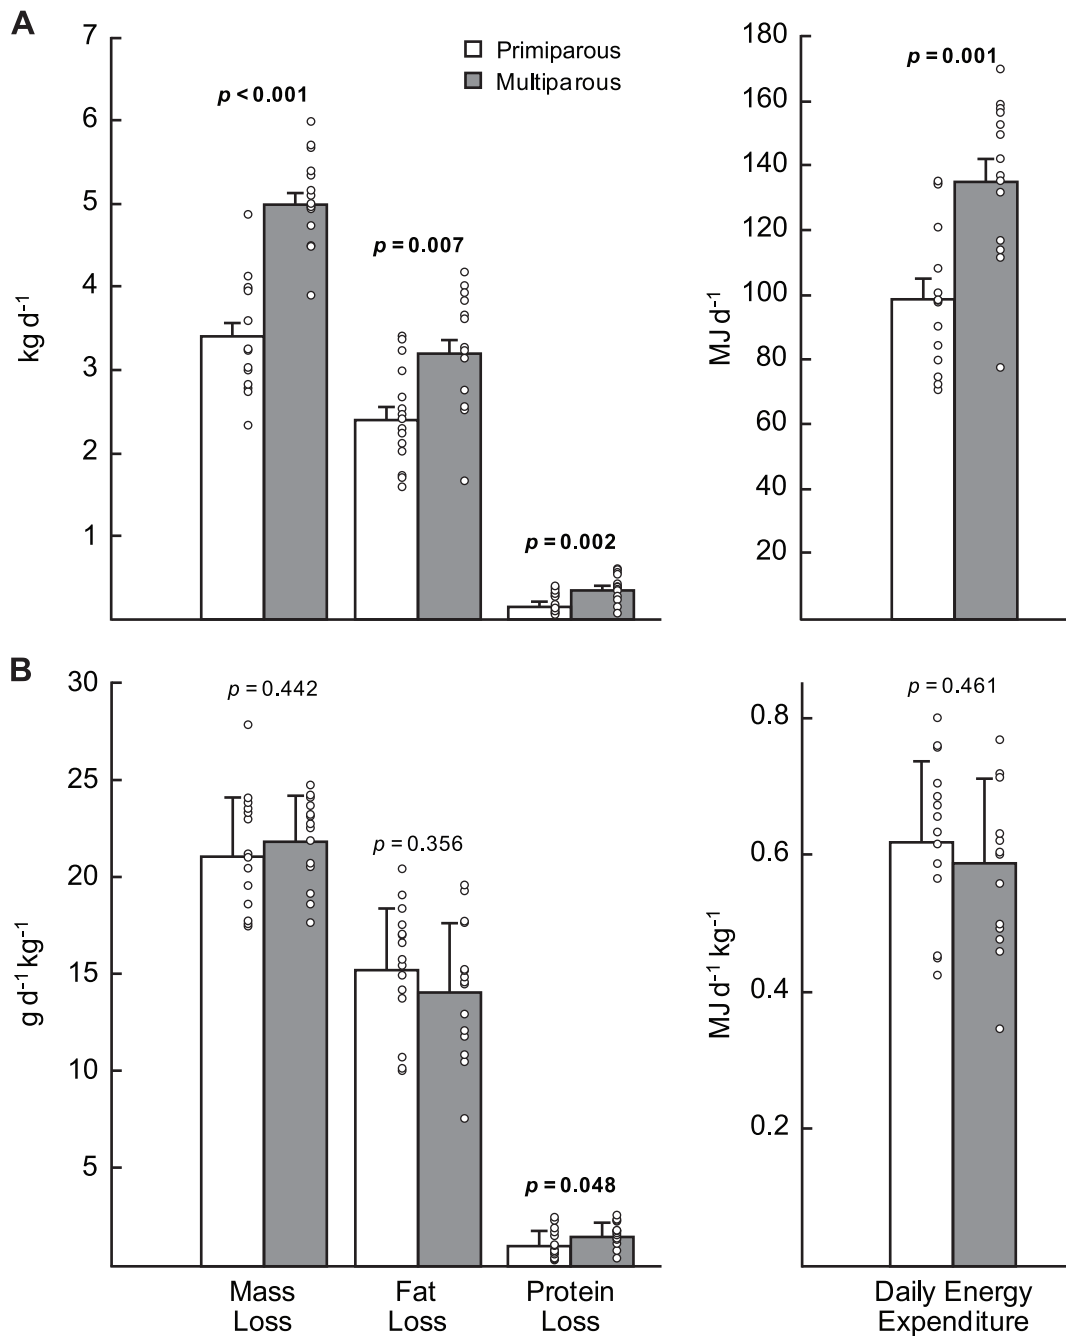 A
7
6
5
4
3
2
1
kg d⁻¹
Primiparous
Multiparous
p < 0.001
p = 0.007
p = 0.002
180
160
140
120
100
80
60
40
20
MJ d⁻¹
p = 0.001
B
30
25
20
15
10
5
g d⁻¹ kg⁻¹
p = 0.442
p = 0.356
p = 0.048
Mass
Loss
Fat
Loss
Protein
Loss
0.8
0.6
0.4
0.2
MJ d⁻¹ kg⁻¹
p = 0.461
Daily Energy
Expenditure